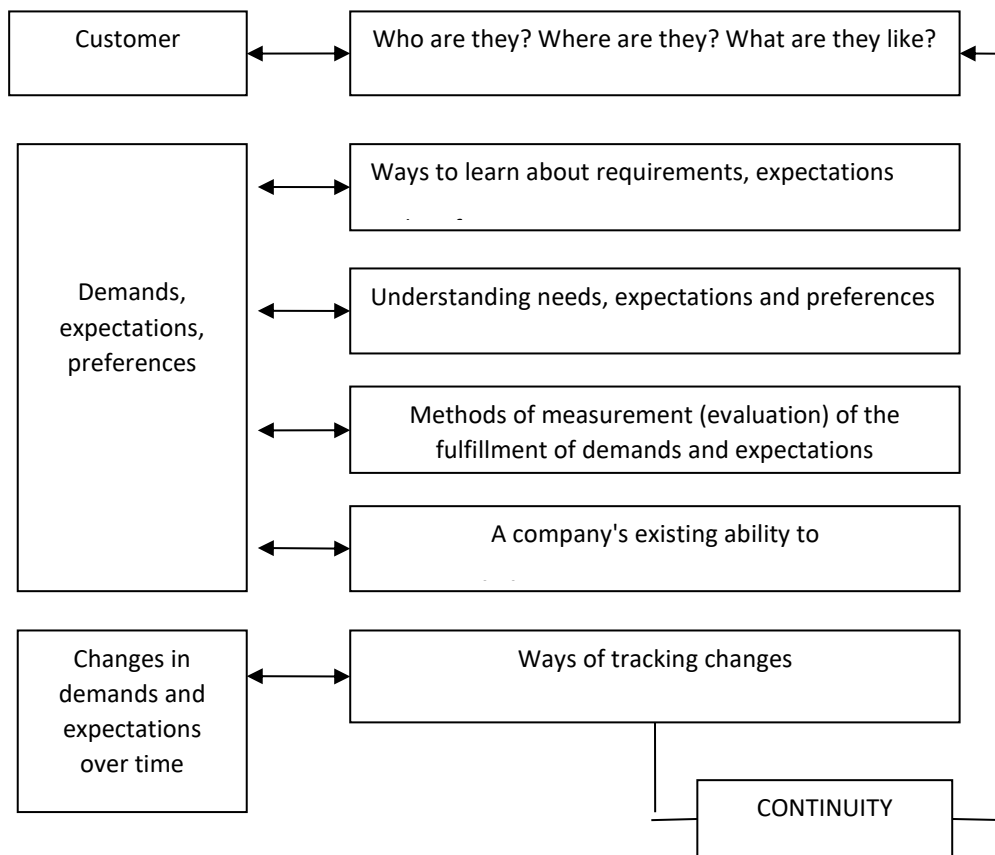 Customer
Who are they? Where are they? What are they like?
Demands,
expectations,
preferences
Ways to learn about requirements, expectations
Understanding needs, expectations and preferences
Methods of measurement (evaluation) of the
fulfillment of demands and expectations
A company's existing ability to
Changes in
demands and
expectations
over time
Ways of tracking changes
CONTINUITY